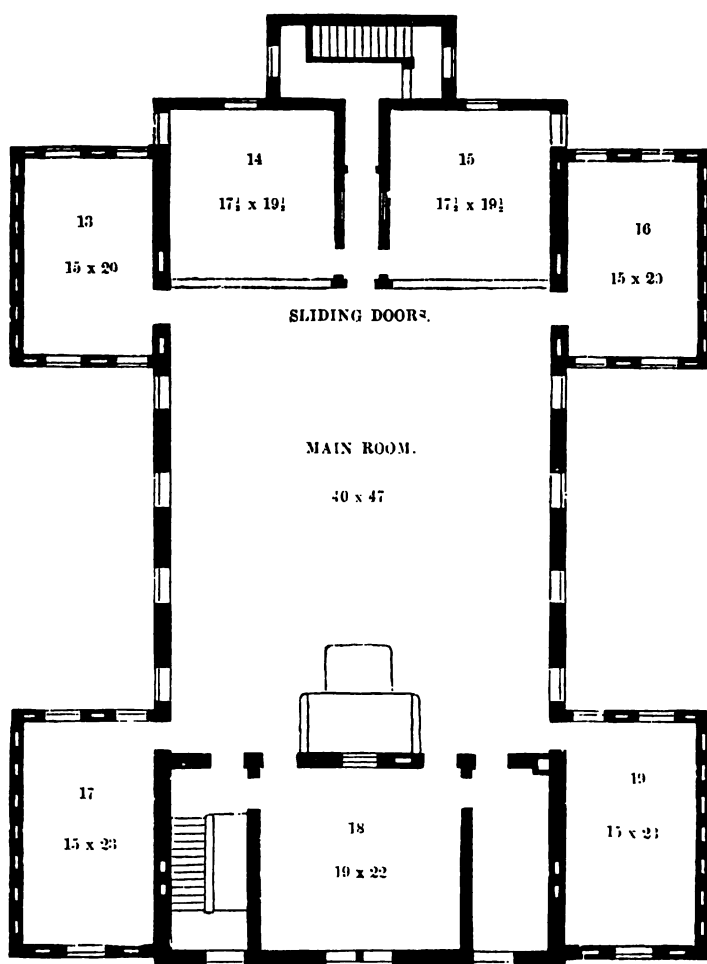 14
17½ x 19½
15
17½ x 19½
13
15 x 20
16
15 x 20
SLIDING DOORS.
MAIN ROOM.
40 x 47
17
15 x 23
18
19 x 22
19
15 x 23